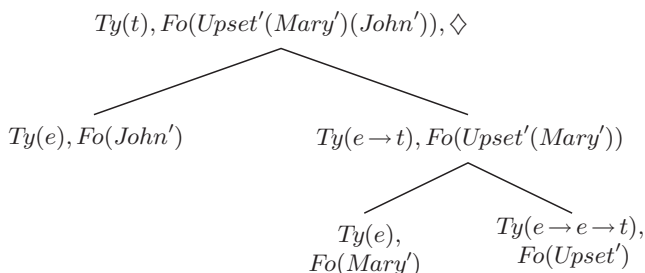 Ty(t), Fo(Upset′(Mary′)(John′)), ♢
Ty(e), Fo(John′)
Ty(e → t), Fo(Upset′(Mary′))
Ty(e),
Fo(Mary′)
Ty(e → e → t),
Fo(Upset′)